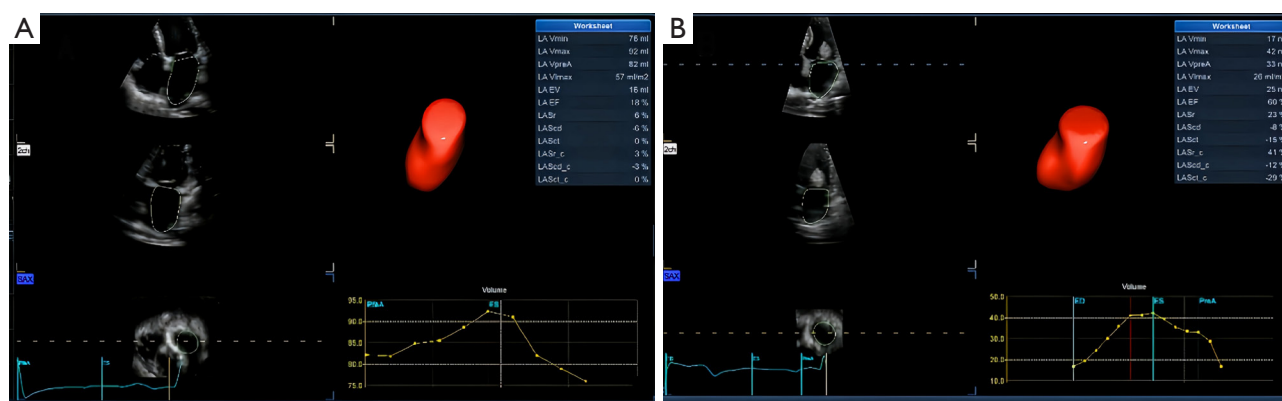 A
Worksheet
LA Vmin 76 ml
LA Vmax 92 ml
LA VpreA 82 ml
LA VImax 57 ml/m2
LA EV 16 ml
LA EF 18 %
LASr 6 %
LAScd -6 %
LASct 0 %
LASr_c 3 %
LAScd_c -3 %
LASct_c 0 %
2ch
SAX
Volume
PreA
ES
95.0
90.0
85.0
80.0
75.0
ES
B
Worksheet
LA Vmin 17 m
LA Vmax 42 m
LA VpreA 33 m
LA VImax 26 ml/m
LA EV 25 m
LA EF 60 %
LASr 23 %
LAScd -8 %
LASct -15 %
LASr_c 41 %
LAScd_c -12 %
LASct_c -29 %
2ch
SAX
Volume
ED
ES
PreA
50.0
40.0
30.0
20.0
10.0
ES
PreA